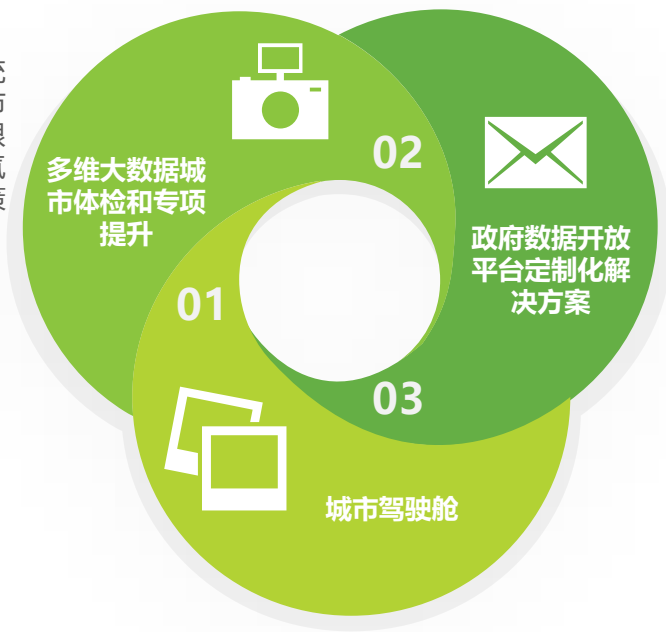 多维大数据城
市体检和专项
提升
02
政府数据开放
平台定制化解
决方案
01
03
城市驾驶舱